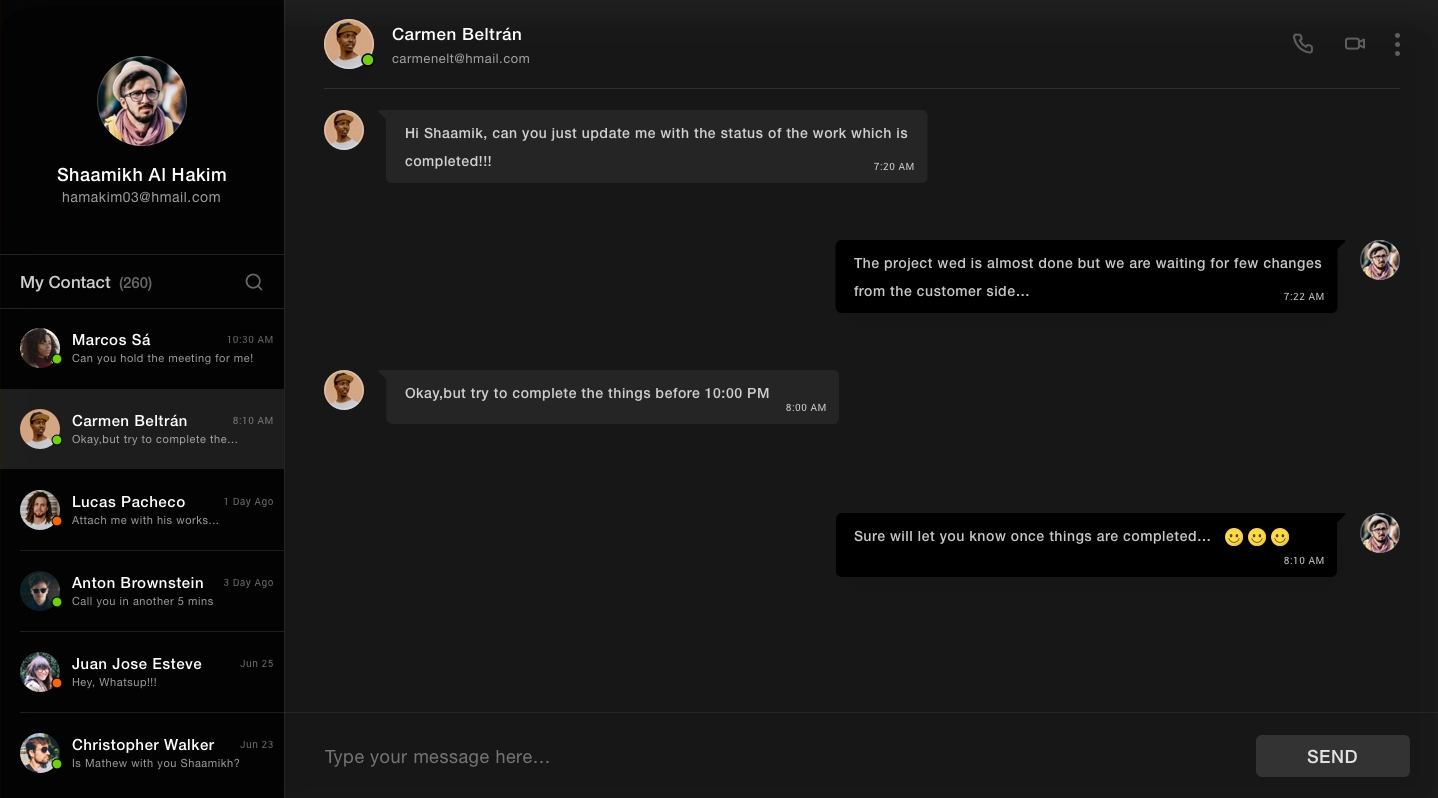 Shaamikh Al Hakim
hamakim03@hmail.com
My Contact (260)
Marcos Sá 10:30 AM
Can you hold the meeting for me!
Carmen Beltrán 8:10 AM
Okay,but try to complete the...
Lucas Pacheco 1 Day Ago
Attach me with his works...
Anton Brownstein 3 Day Ago
Call you in another 5 mins
Juan Jose Esteve Jun 25
Hey, Whatsup!!!
Christopher Walker Jun 23
Is Mathew with you Shaamikh?
Carmen Beltrán
carmenelt@hmail.com
Hi Shaamik, can you just update me with the status of the work which is
completed!!!
7:20 AM
The project wed is almost done but we are waiting for few changes
from the customer side...
7:22 AM
Okay,but try to complete the things before 10:00 PM
8:00 AM
Sure will let you know once things are completed...
8:10 AM
Type your message here...
SEND